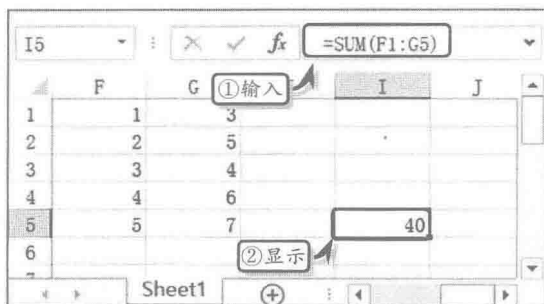 I5 fx =SUM(F1:G5)
F G I J
①输入
1 1 3
2 2 5
3 3 4
4 4 6
5 5 7 40
②显示
6
Sheet1